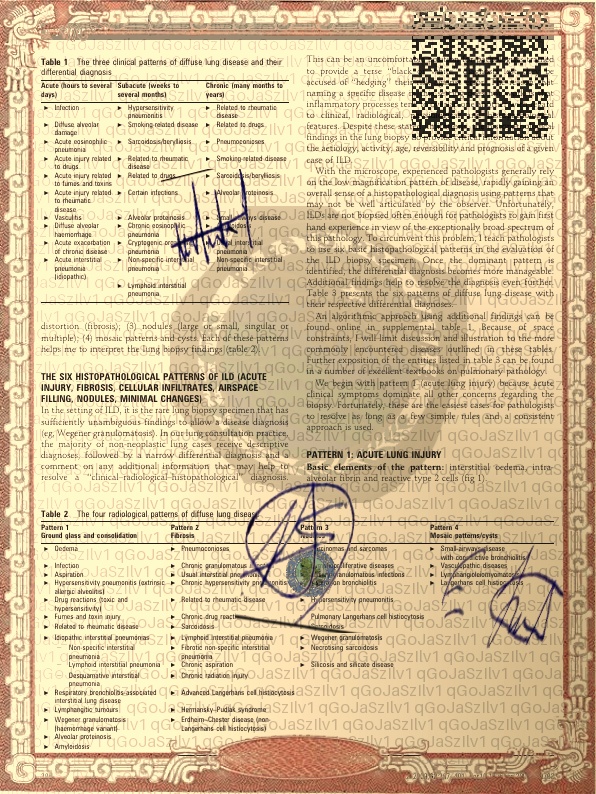 Table 1 The three clinical patterns of diffuse lung disease and their
differential diagnosis
Acute (hours to several days) Subacute (weeks to several months) Chronic (many months to years)
► Infection ► Hypersensitivity pneumonitis ► Related to rheumatic disease
► Diffuse alveolar damage ► Smoking-related disease ► Related to drugs
► Acute eosinophilic pneumonia ► Sarcoidosis/berylliosis ► Pneumoconioses
► Acute injury related to drugs ► Related to rheumatic disease ► Smoking-related disease
► Acute injury related to fumes and toxins ► Related to drugs ► Sarcoidosis/berylliosis
► Acute injury related to rheumatic disease ► Certain infections ► Alveolar proteinosis
► Vasculitis ► Alveolar proteinosis
► Diffuse alveolar haemorrhage ► Chronic eosinophilic pneumonia
► Acute exacerbation of chronic disease ► Cryptogenic pneumonia interstitial pneumonia
► Acute interstitial pneumonia (idiopathic) ► Non-specific interstitial pneumonia Non-specific interstitial pneumonia
► Lymphoid interstitial pneumonia
distortion (fibrosis); (3) nodules (large or small, singular or
multiple); (4) mosaic patterns and cysts. Each of these patterns
helps me to interpret the lung biopsy findings (table 2).
THE SIX HISTOPATHOLOGICAL PATTERNS OF ILD (ACUTE
INJURY, FIBROSIS, CELLULAR INFILTRATES, AIRSPACE
FILLING, NODULES, MINIMAL CHANGES)
In the setting of ILD, it is the rare lung biopsy specimen that has
sufficiently unambiguous findings to allow a disease diagnosis
(eg, Wegener granulomatosis). In our lung consultation practice,
the majority of non-neoplastic lung cases receive descriptive
diagnoses, followed by a narrow differential diagnosis and a
comment on any additional information that may help to
resolve a "clinical–radiological–histopathological" diagnosis.
This can be an uncomfortable
to provide a terse "black
accused of "hedging" their
naming a specific disease
inflammatory processes
to clinical, radiological,
features. Despite these
findings in the lung biopsy
the aetiology, activity, age, reversibility and prognosis of a given
case of ILD.
With the microscope, experienced pathologists generally rely
on the low magnification pattern of disease, rapidly gaining an
overall sense of a histopathological diagnosis using patterns that
may not be well articulated by the observer. Unfortunately,
ILDs are not biopsied often enough for pathologists to gain first
hand experience in view of the exceptionally broad spectrum of
this pathology. To circumvent this problem, I teach pathologists
to use six basic histopathological patterns in the evaluation of
the ILD biopsy specimen. Once the dominant pattern is
identified, the differential diagnosis becomes more manageable.
Additional findings help to resolve the diagnosis even further.
Table 3 presents the six patterns of diffuse lung disease with
their respective differential diagnoses.
An algorithmic approach using additional findings can be
found online in supplemental table 1. Because of space
constraints, I will limit discussion and illustration to the more
commonly encountered diseases outlined in these tables.
Further exposition of the entities listed in table 3 can be found
in a number of excellent textbooks on pulmonary pathology.
We begin with pattern 1 (acute lung injury) because acute
clinical symptoms dominate all other concerns regarding the
biopsy. Fortunately, these are the easiest cases for pathologists
to resolve as long as a few simple rules and a consistent
approach is used.
PATTERN 1: ACUTE LUNG INJURY
Basic elements of the pattern: interstitial oedema, intra-
alveolar fibrin and reactive type 2 cells (fig 1).
Table 2 The four radiological patterns of diffuse lung disease
Pattern 1 Pattern 2 Pattern 3 Pattern 4
Ground glass and consolidation Fibrosis Nodules Mosaic patterns/cysts
► Oedema ► Pneumoconioses Carcinomas and sarcomas ► Small-airways disease
with constrictive bronchiolitis
► Infection ► Chronic granulomatous ► Vasculopathic diseases
► Aspiration ► Usual interstitial ► Lymphangioleiomyomatosis
► Hypersensitivity pneumonitis (extrinsic allergic alveolitis) ► Chronic hypersensitivity bronchiolitis Langerhans cell histiocytosis
► Drug reactions (toxic and hypersensitivity) ► Related to rheumatic disease ► Hypersensitivity pneumonitis
► Fumes and toxin injury ► Chronic drug reactions Pulmonary Langerhans cell histiocytosis
► Related to rheumatic disease ► Sarcoidosis Sarcoidosis
► Idiopathic interstitial pneumonias ► Lymphoid interstitial pneumonia ► Wegener granulomatosis
Non-specific interstitial pneumonia ► Fibrotic non-specific interstitial pneumonia ► Necrotising sarcoidosis
Lymphoid interstitial pneumonia ► Chronic aspiration ► Silicosis and silicate disease
Desquamative interstitial pneumonia ► Chronic radiation injury
► Respiratory bronchiolitis-associated interstitial lung disease ► Advanced Langerhans cell histiocytosis
► Lymphangitic tumours ► Hermansky–Pudlak syndrome
► Wegener granulomatosis (haemorrhage variant) ► Erdheim–Chester disease (non-Langerhans cell histiocytosis)
► Alveolar proteinosis
► Amyloidosis
qGoJaSzIlv1